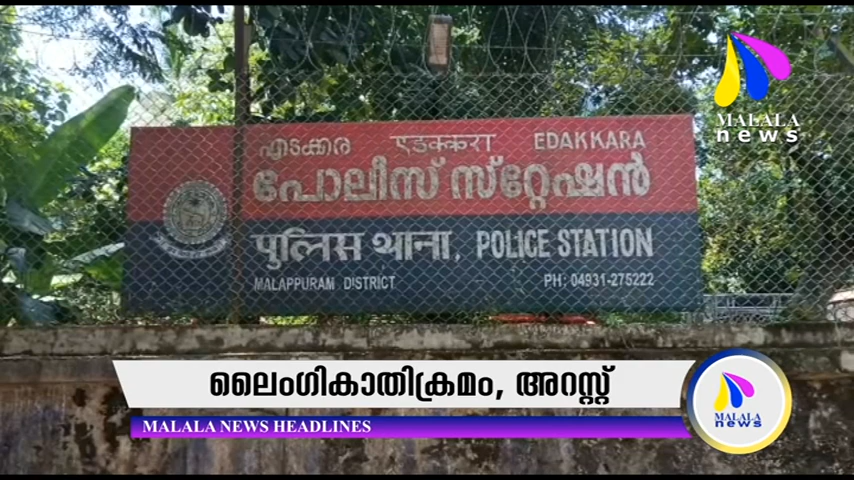 MALALA
news
എടക്കര एडक्करा EDAKKARA
പോലീസ് സ്റ്റേഷൻ
पुलिस थाना, POLICE STATION
MALAPPURAM DISTRICT PH: 04931-275222
ലൈംഗികാതിക്രമം, അറസ്റ്റ്
MALALA NEWS HEADLINES
MALALA
news